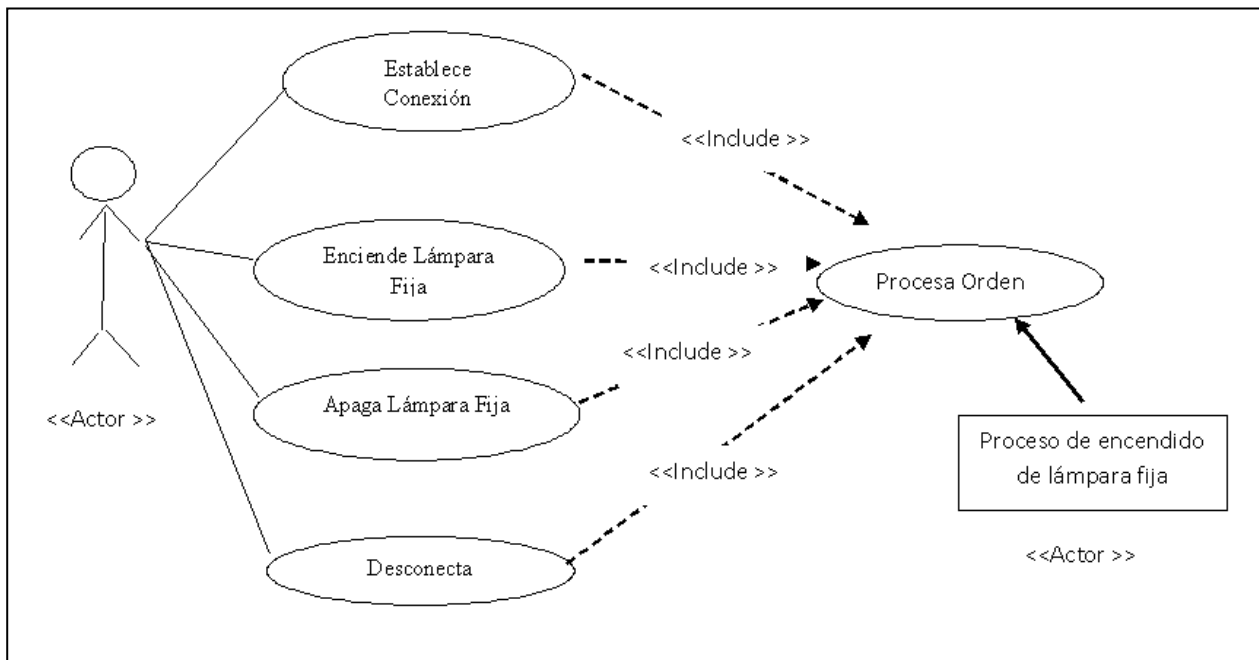 Establece
Conexión
<<Include >>
Enciende Lámpara
Fija
<<Include >>
Procesa Orden
<<Include >>
Apaga Lámpara Fija
<<Actor >>
<<Include >>
Proceso de encendido
de lámpara fija
Desconecta
<<Actor >>